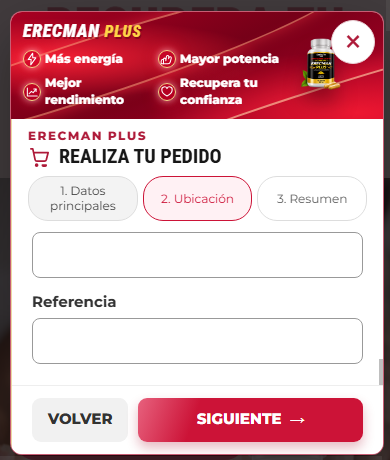 ERECMAN PLUS
Más energía
Mayor potencia
Mejor
rendimiento
Recupera tu
confianza
ERECMAN PLUS
REALIZA TU PEDIDO
1. Datos
principales
2. Ubicación
3. Resumen
Referencia
VOLVER
SIGUIENTE →